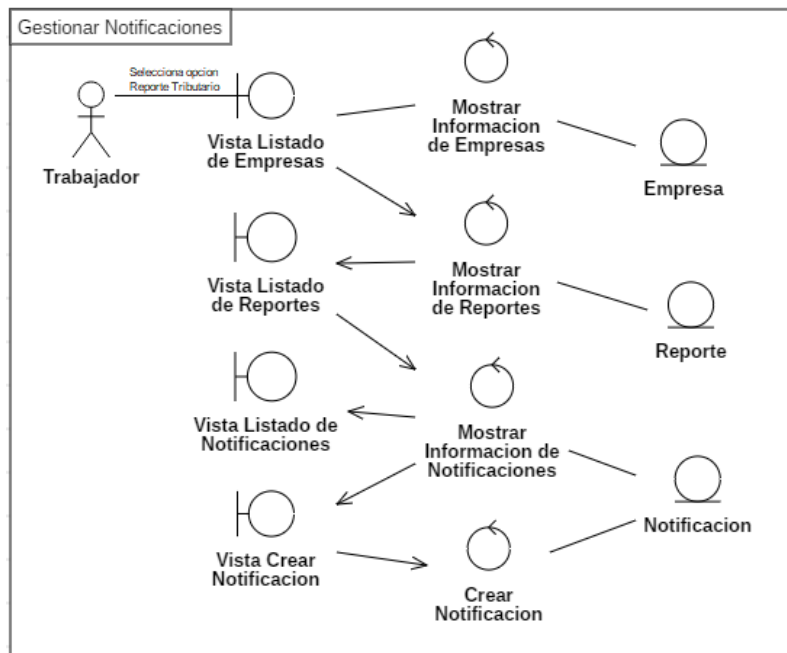 Gestionar Notificaciones
Selecciona opcion
Reporte Tributario
Trabajador
Vista Listado
de Empresas
Mostrar
Informacion
de Empresas
Empresa
Vista Listado
de Reportes
Mostrar
Informacion
de Reportes
Reporte
Vista Listado de
Notificaciones
Mostrar
Informacion de
Notificaciones
Notificacion
Vista Crear
Notificacion
Crear
Notificacion